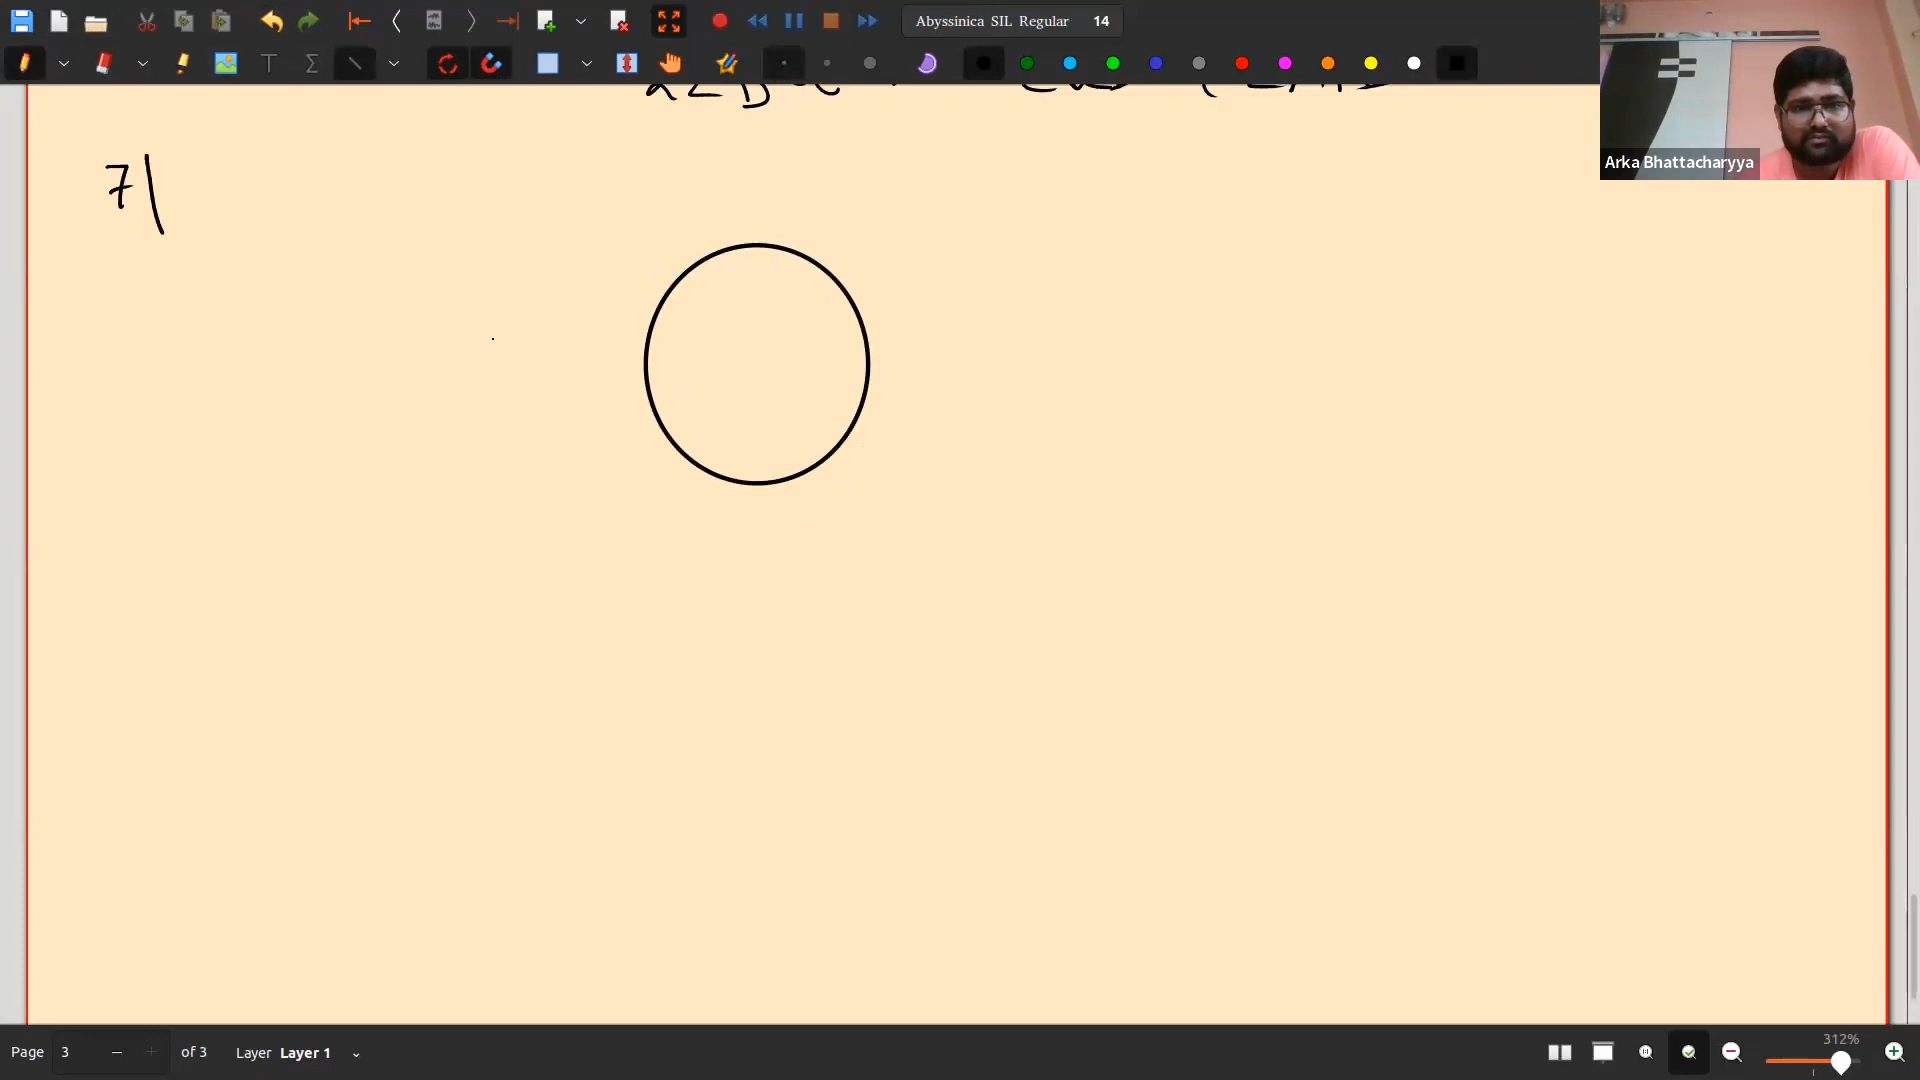 Abyssinica SIL Regular 14
Arka Bhattacharyya
7|
Page 3 of 3 Layer Layer 1 312%